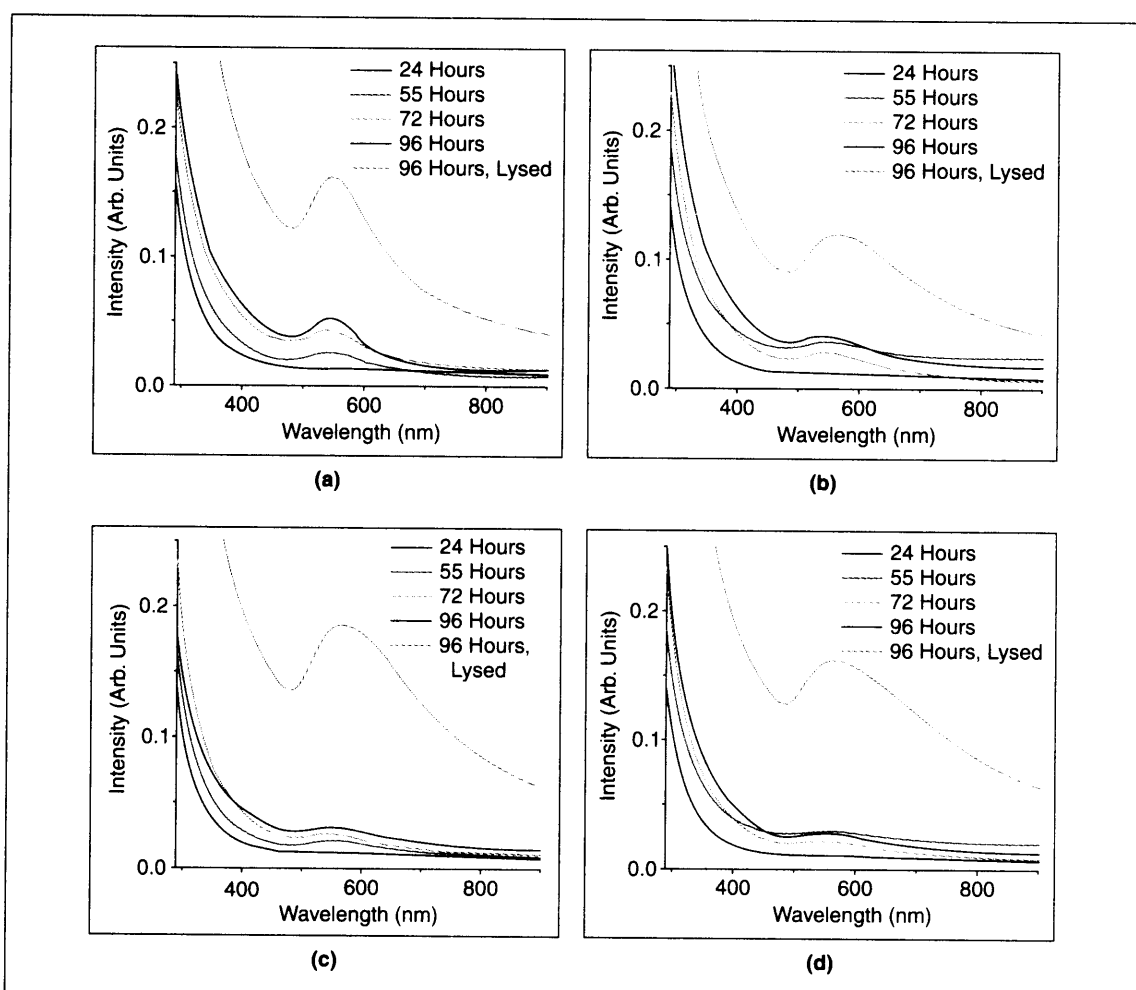 24 Hours
55 Hours
72 Hours
96 Hours
96 Hours, Lysed
0.2
0.1
0.0
Intensity (Arb. Units)
400 600 800
Wavelength (nm)
(a)
24 Hours
55 Hours
72 Hours
96 Hours
96 Hours, Lysed
0.2
0.1
0.0
Intensity (Arb. Units)
400 600 800
Wavelength (nm)
(b)
24 Hours
55 Hours
72 Hours
96 Hours
96 Hours,
Lysed
0.2
0.1
0.0
Intensity (Arb. Units)
400 600 800
Wavelength (nm)
(c)
24 Hours
55 Hours
72 Hours
96 Hours
96 Hours, Lysed
0.2
0.1
0.0
Intensity (Arb. Units)
400 600 800
Wavelength (nm)
(d)